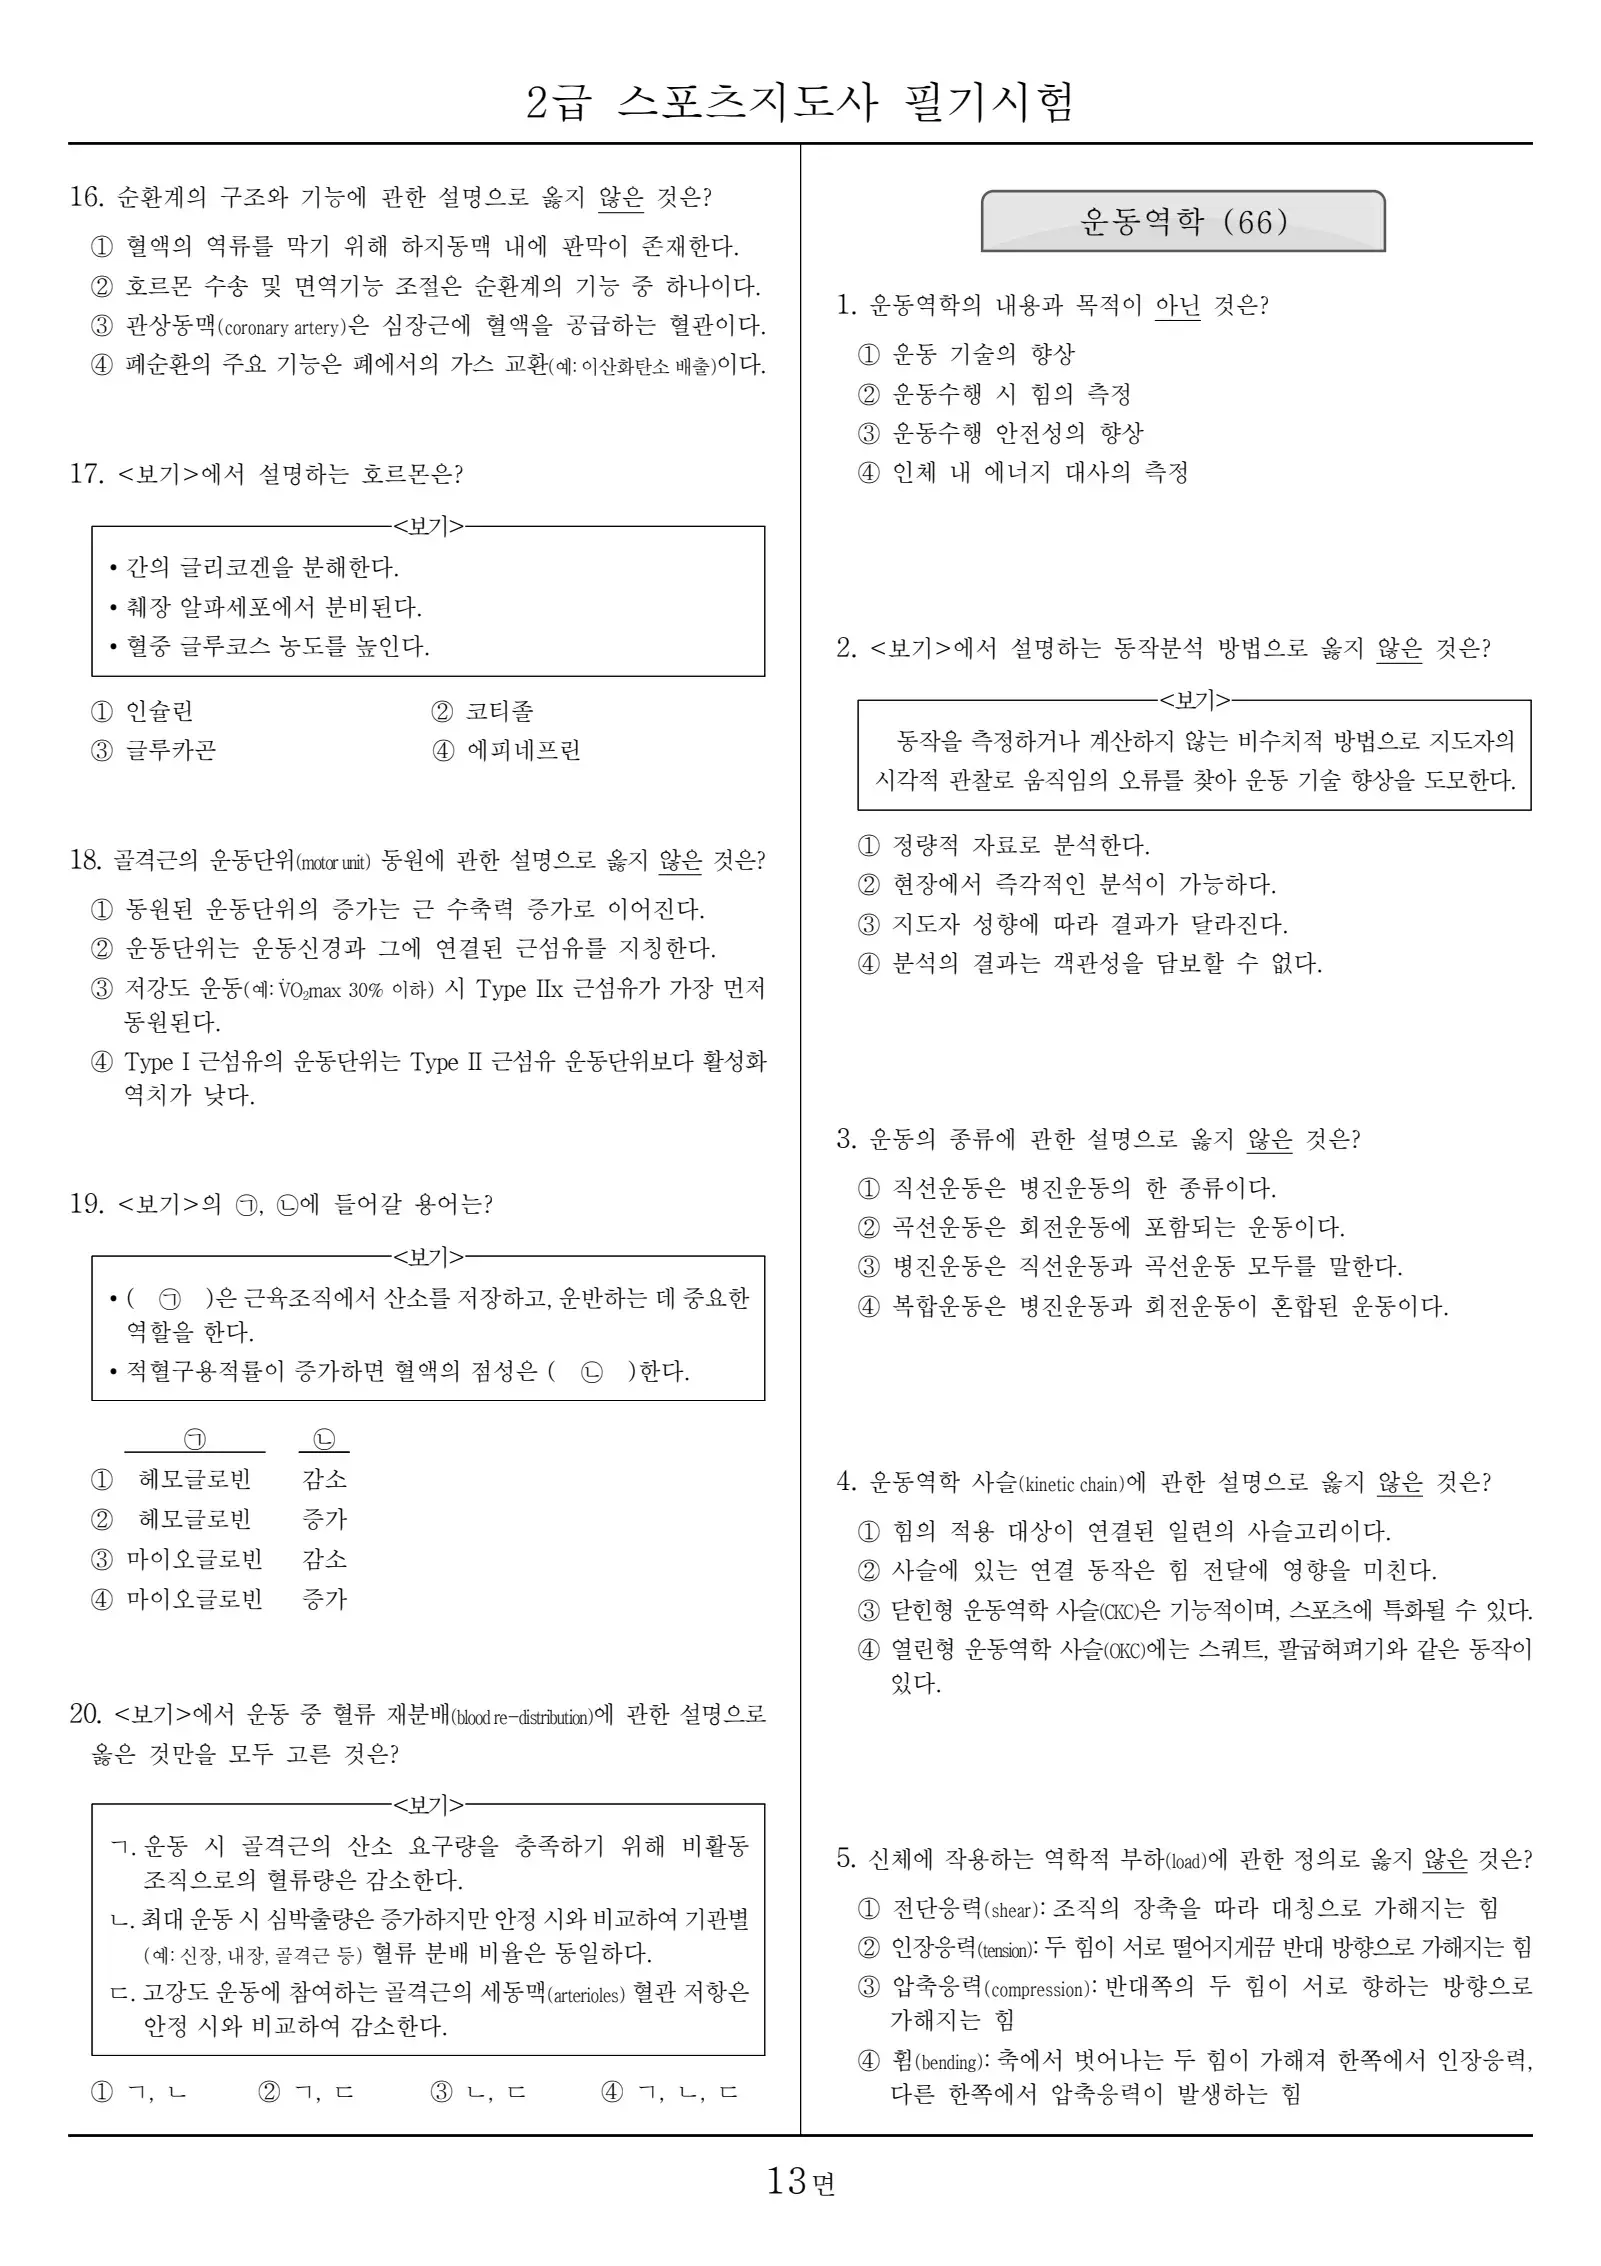 2급 스포츠지도사 필기시험
16. 순환계의 구조와 기능에 관한 설명으로 옳지 않은 것은?
① 혈액의 역류를 막기 위해 하지동맥 내에 판막이 존재한다.
② 호르몬 수송 및 면역기능 조절은 순환계의 기능 중 하나이다.
③ 관상동맥(coronary artery)은 심장근에 혈액을 공급하는 혈관이다.
④ 폐순환의 주요 기능은 폐에서의 가스 교환(예: 이산화탄소 배출)이다.
17. <보기>에서 설명하는 호르몬은?
<보기>
• 간의 글리코겐을 분해한다.
• 췌장 알파세포에서 분비된다.
• 혈중 글루코스 농도를 높인다.
① 인슐린 ② 코티졸
③ 글루카곤 ④ 에피네프린
18. 골격근의 운동단위(motor unit) 동원에 관한 설명으로 옳지 않은 것은?
① 동원된 운동단위의 증가는 근 수축력 증가로 이어진다.
② 운동단위는 운동신경과 그에 연결된 근섬유를 지칭한다.
③ 저강도 운동(예: V̇O₂max 30% 이하) 시 Type Ⅱx 근섬유가 가장 먼저
동원된다.
④ Type Ⅰ 근섬유의 운동단위는 Type Ⅱ 근섬유 운동단위보다 활성화
역치가 낮다.
19. <보기>의 ㉠, ㉡에 들어갈 용어는?
<보기>
• ( ㉠ )은 근육조직에서 산소를 저장하고, 운반하는 데 중요한
역할을 한다.
• 적혈구용적률이 증가하면 혈액의 점성은 ( ㉡ )한다.
㉠ ㉡
① 헤모글로빈 감소
② 헤모글로빈 증가
③ 마이오글로빈 감소
④ 마이오글로빈 증가
20. <보기>에서 운동 중 혈류 재분배(blood re-distribution)에 관한 설명으로
옳은 것만을 모두 고른 것은?
<보기>
ㄱ. 운동 시 골격근의 산소 요구량을 충족하기 위해 비활동
조직으로의 혈류량은 감소한다.
ㄴ. 최대 운동 시 심박출량은 증가하지만 안정 시와 비교하여 기관별
(예: 신장, 내장, 골격근 등) 혈류 분배 비율은 동일하다.
ㄷ. 고강도 운동에 참여하는 골격근의 세동맥(arterioles) 혈관 저항은
안정 시와 비교하여 감소한다.
① ㄱ, ㄴ ② ㄱ, ㄷ ③ ㄴ, ㄷ ④ ㄱ, ㄴ, ㄷ
운동역학 (66)
1. 운동역학의 내용과 목적이 아닌 것은?
① 운동 기술의 향상
② 운동수행 시 힘의 측정
③ 운동수행 안전성의 향상
④ 인체 내 에너지 대사의 측정
2. <보기>에서 설명하는 동작분석 방법으로 옳지 않은 것은?
<보기>
동작을 측정하거나 계산하지 않는 비수치적 방법으로 지도자의
시각적 관찰로 움직임의 오류를 찾아 운동 기술 향상을 도모한다.
① 정량적 자료로 분석한다.
② 현장에서 즉각적인 분석이 가능하다.
③ 지도자 성향에 따라 결과가 달라진다.
④ 분석의 결과는 객관성을 담보할 수 없다.
3. 운동의 종류에 관한 설명으로 옳지 않은 것은?
① 직선운동은 병진운동의 한 종류이다.
② 곡선운동은 회전운동에 포함되는 운동이다.
③ 병진운동은 직선운동과 곡선운동 모두를 말한다.
④ 복합운동은 병진운동과 회전운동이 혼합된 운동이다.
4. 운동역학 사슬(kinetic chain)에 관한 설명으로 옳지 않은 것은?
① 힘의 적용 대상이 연결된 일련의 사슬고리이다.
② 사슬에 있는 연결 동작은 힘 전달에 영향을 미친다.
③ 닫힌형 운동역학 사슬(CKC)은 기능적이며, 스포츠에 특화될 수 있다.
④ 열린형 운동역학 사슬(OKC)에는 스쿼트, 팔굽혀펴기와 같은 동작이
있다.
5. 신체에 작용하는 역학적 부하(load)에 관한 정의로 옳지 않은 것은?
① 전단응력(shear): 조직의 장축을 따라 대칭으로 가해지는 힘
② 인장응력(tension): 두 힘이 서로 떨어지게끔 반대 방향으로 가해지는 힘
③ 압축응력(compression): 반대쪽의 두 힘이 서로 향하는 방향으로
가해지는 힘
④ 휨(bending): 축에서 벗어나는 두 힘이 가해져 한쪽에서 인장응력,
다른 한쪽에서 압축응력이 발생하는 힘
13면